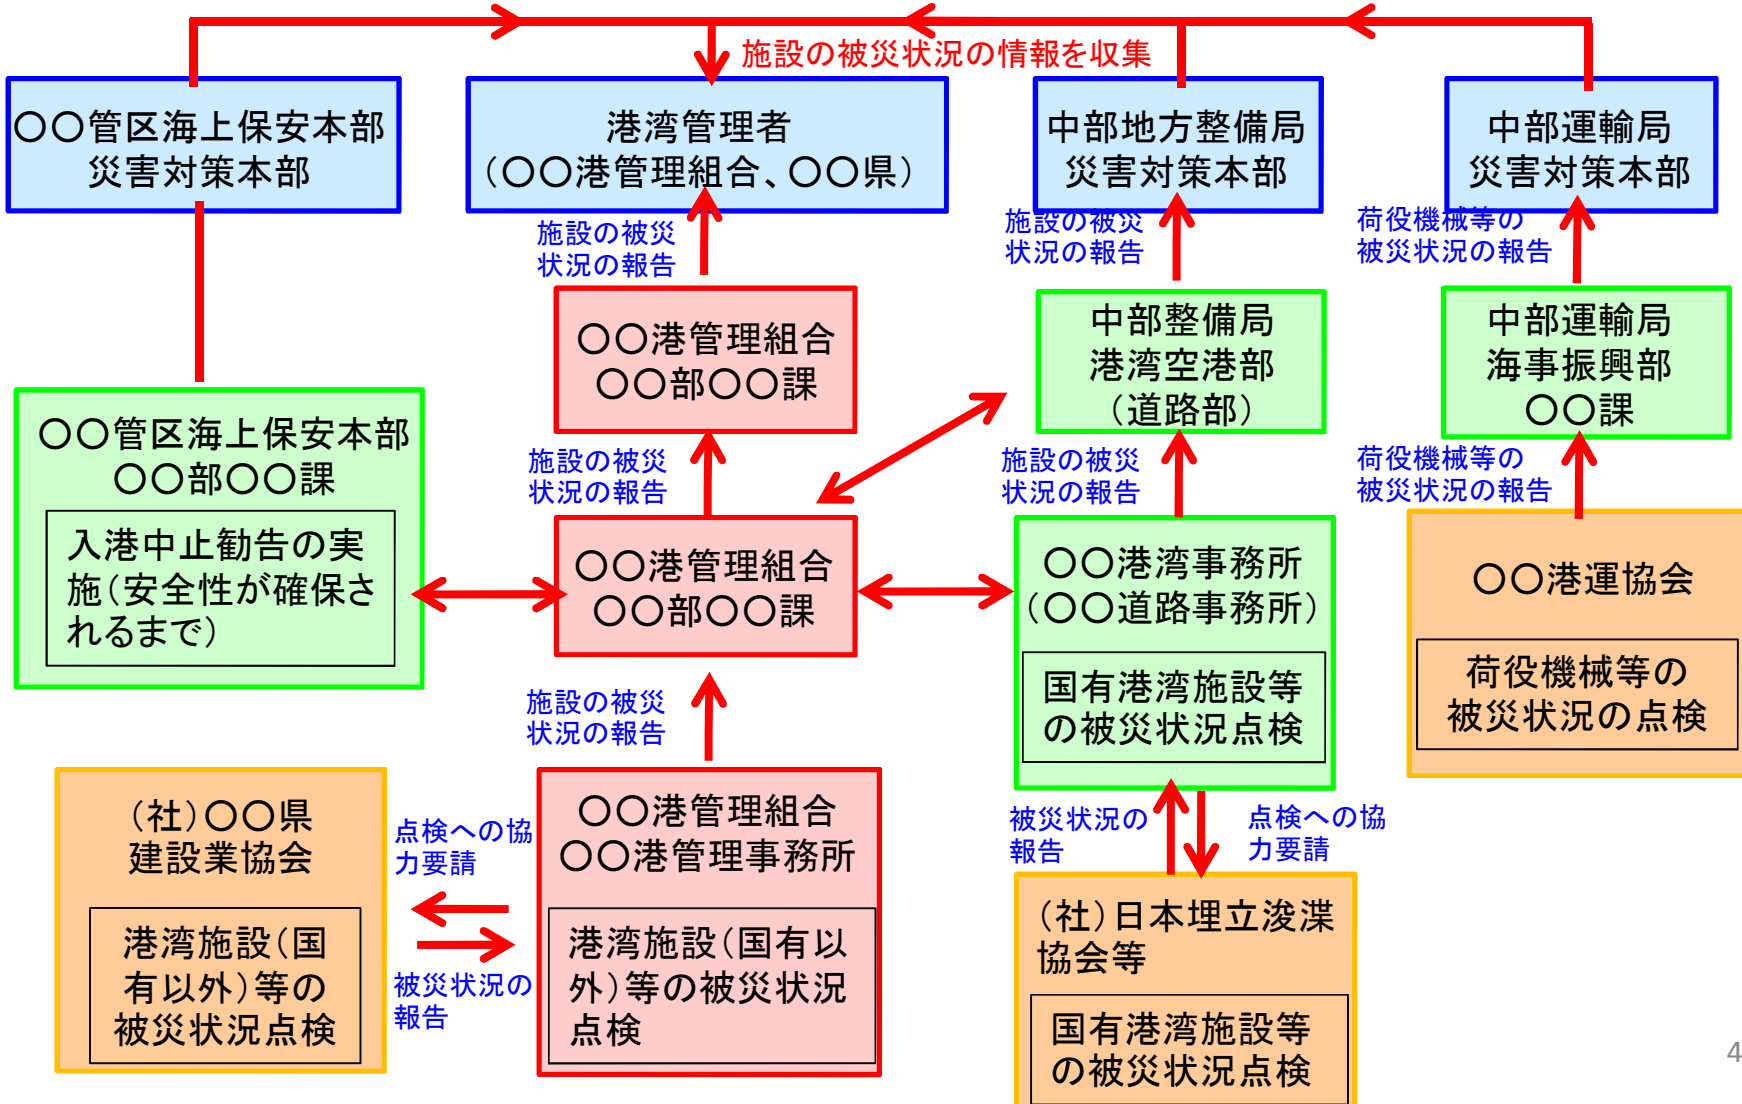 施設の被災状況の情報を収集
〇〇管区海上保安本部
災害対策本部
港湾管理者
（〇〇港管理組合、〇〇県）
中部地方整備局
災害対策本部
中部運輸局
災害対策本部
施設の被災
状況の報告
施設の被災
状況の報告
荷役機械等の
被災状況の報告
〇〇港管理組合
〇〇部〇〇課
中部整備局
港湾空港部
（道路部）
中部運輸局
海事振興部
〇〇課
〇〇管区海上保安本部
〇〇部〇〇課
入港中止勧告の実
施（安全性が確保さ
れるまで）
施設の被災
状況の報告
施設の被災
状況の報告
荷役機械等の
被災状況の報告
〇〇港管理組合
〇〇部〇〇課
〇〇港湾事務所
（〇〇道路事務所）
国有港湾施設等
の被災状況点検
〇〇港運協会
荷役機械等の
被災状況の点検
施設の被災
状況の報告
（社）〇〇県
建設業協会
港湾施設（国
有以外）等の
被災状況点検
点検への協
力要請
被災状況の
報告
〇〇港管理組合
〇〇港管理事務所
港湾施設（国有以
外）等の被災状況
点検
被災状況の
報告
点検への協
力要請
（社）日本埋立浚渫
協会等
国有港湾施設等
の被災状況点検
4